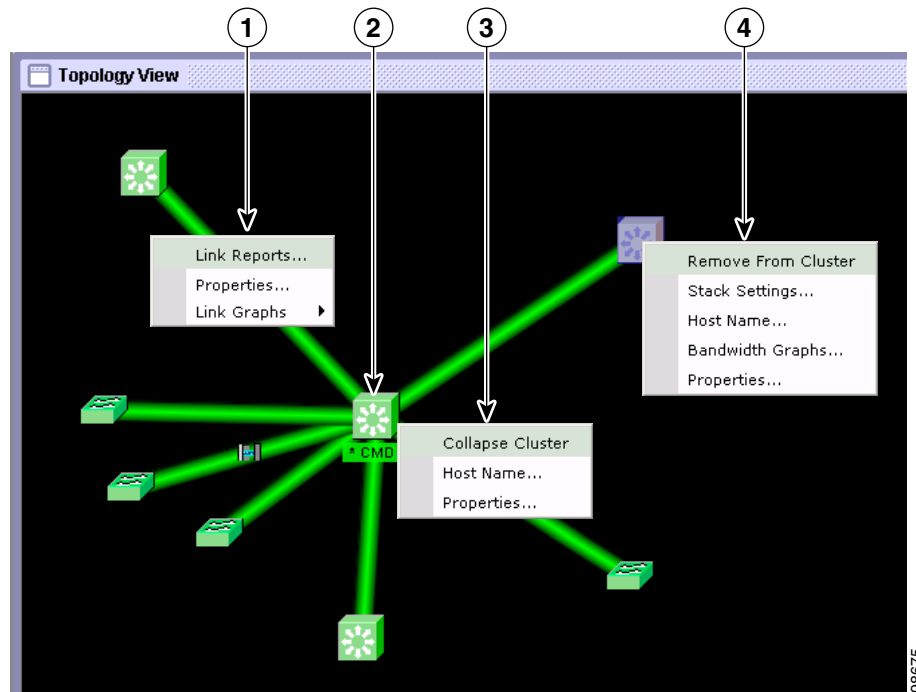 1 2 3 4
Topology View
Link Reports...
Properties...
Link Graphs
Remove From Cluster
Stack Settings...
Host Name...
Bandwidth Graphs...
Properties...
* CMD
Collapse Cluster
Host Name...
Properties...
98675